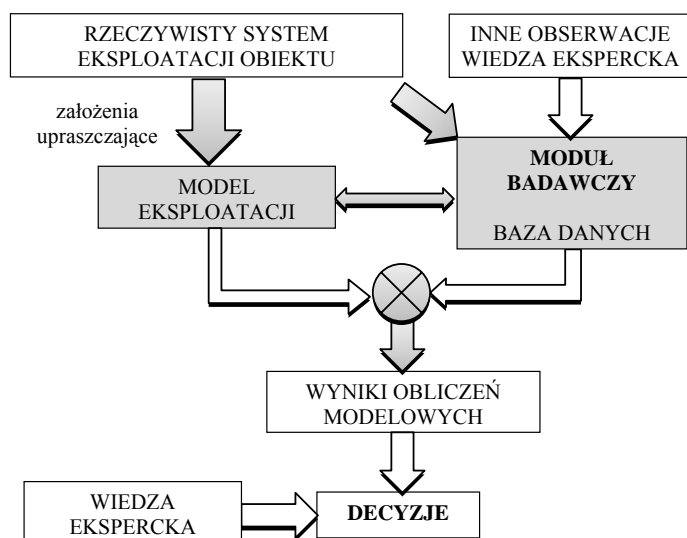 RZECZYWISTY SYSTEM
EKSPLOATACJI OBIEKTU
INNE OBSERWACJE
WIEDZA EKSPERCKA
założenia
upraszczające
MODEL
EKSPLOATACJI
MODUŁ
BADAWCZY
BAZA DANYCH
WYNIKI OBLICZEŃ
MODELOWYCH
WIEDZA
EKSPERCKA
DECYZJE